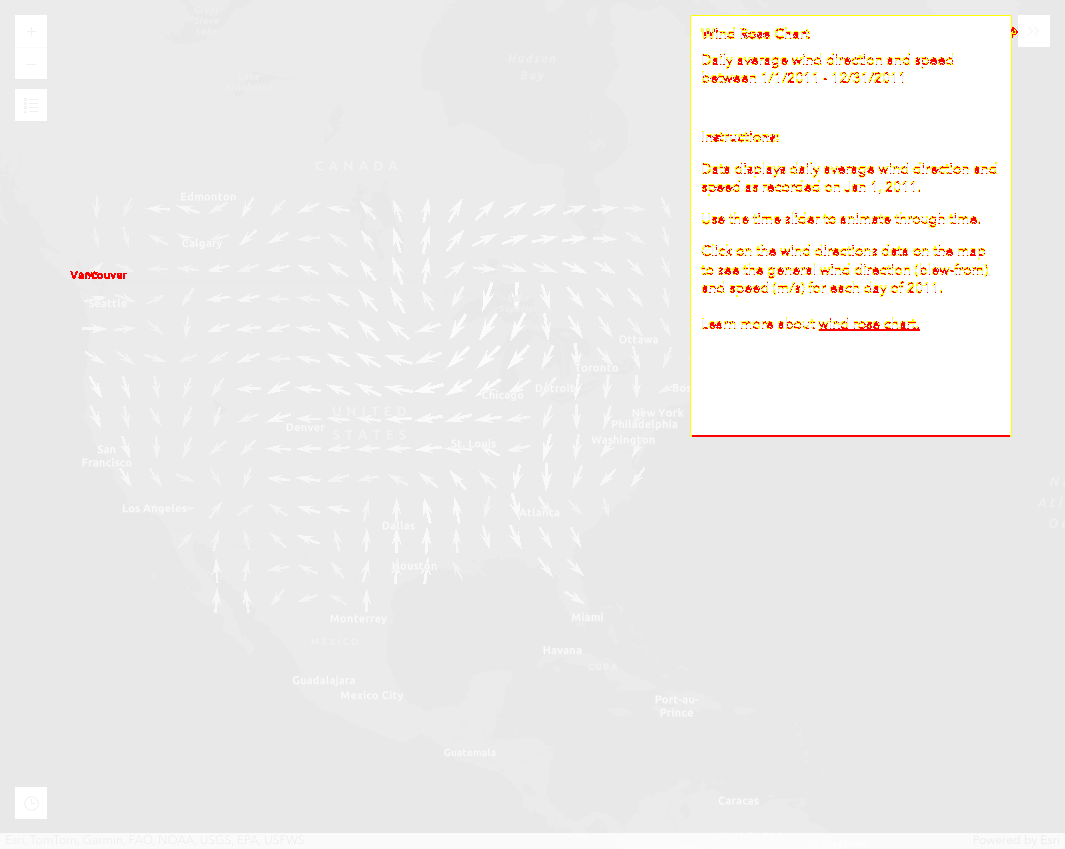 Hudson
Bay
CANADA
Edmonton
Calgary
Vancouver
Seattle
Ottawa
Toronto
Detroit
Chicago
UNITED
STATES
Denver
New York
Philadelphia
St. Louis
Washington
San
Francisco
Los Angeles
Atlanta
Dallas
Houston
Monterrey
Miami
MÉXICO
Havana
CUBA
Guadalajara
Mexico City
Port-au-
Prince
Guatemala
Caracas
Wind Rose Chart
Daily average wind direction and speed
between 1/1/2011 - 12/31/2011
Instructions:
Data displays daily average wind direction and
speed as recorded on Jan 1, 2011.
Use the time slider to animate through time.
Click on the wind directions data on the map
to see the general wind direction (blew-from)
and speed (m/s) for each day of 2011.
Learn more about wind rose chart.
Esri, TomTom, Garmin, FAO, NOAA, USGS, EPA, USFWS
Powered by Esri